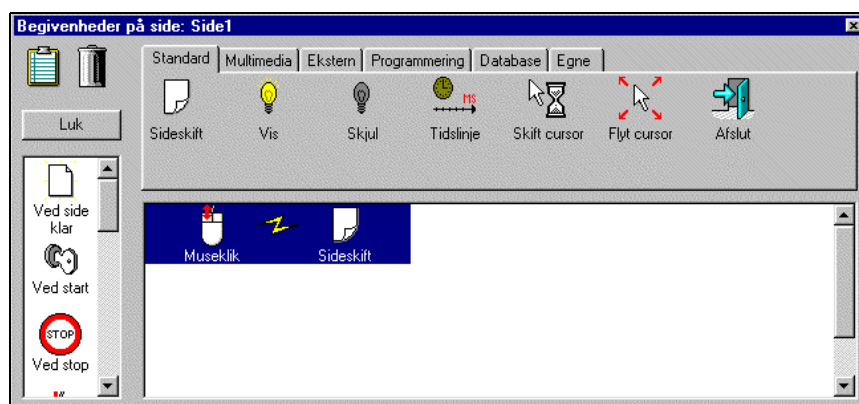 Begivenheder på side: Side1
Luk
Standard Multimedia Ekstern Programmering Database Egne
MS
Sideskift Vis Skjul Tidslinje Skift cursor Flyt cursor Afslut
Ved side
klar
Ved start
STOP
Ved stop
Museklik Sideskift